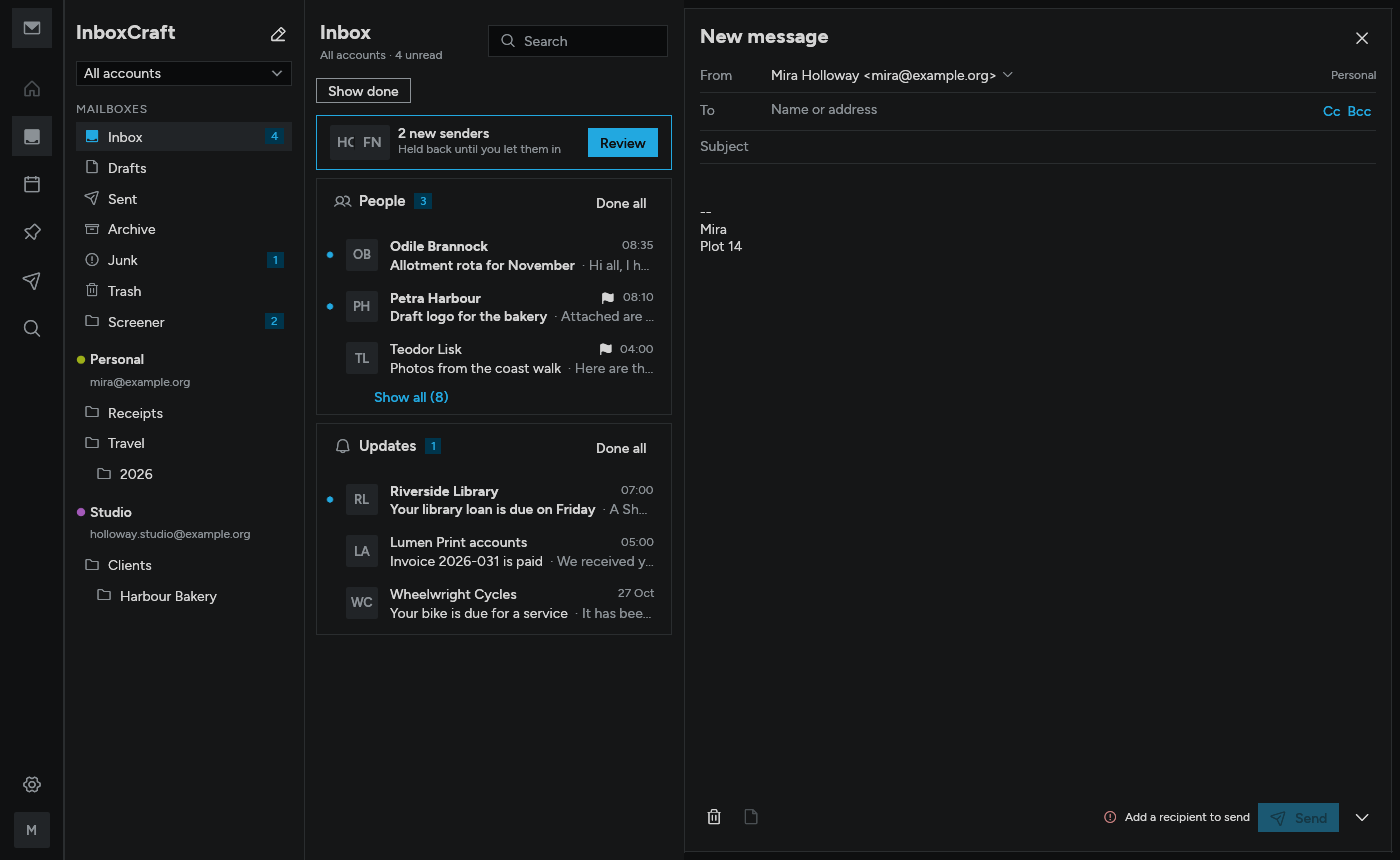 InboxCraft
All accounts
MAILBOXES
Inbox 4
Drafts
Sent
Archive
Junk 1
Trash
Screener 2
Personal
mira@example.org
Receipts
Travel
2026
Studio
holloway.studio@example.org
Clients
Harbour Bakery
M
Inbox
All accounts · 4 unread
Search
Show done
FN
2 new senders
Held back until you let them in
Review
People 3
Done all
OB
Odile Brannock 08:35
Allotment rota for November · Hi all, I h...
PH
Petra Harbour 08:10
Draft logo for the bakery · Attached are ...
TL
Teodor Lisk 04:00
Photos from the coast walk · Here are th...
Show all (8)
Updates 1
Done all
RL
Riverside Library 07:00
Your library loan is due on Friday · A Sh...
LA
Lumen Print accounts 05:00
Invoice 2026-031 is paid · We received y...
WC
Wheelwright Cycles 27 Oct
Your bike is due for a service · It has bee...
New message
From Mira Holloway <mira@example.org> Personal
To Name or address Cc Bcc
Subject
--
Mira
Plot 14
Add a recipient to send
Send